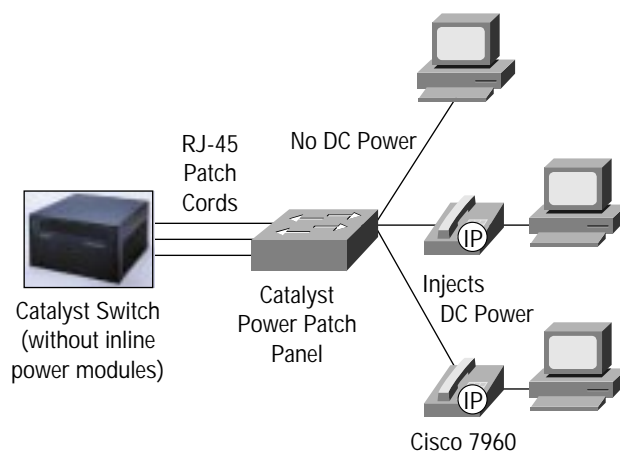 No DC Power
RJ-45
Patch
Cords
IP
Injects
DC Power
Catalyst Switch
(without inline
power modules)
Catalyst
Power Patch
Panel
IP
Cisco 7960